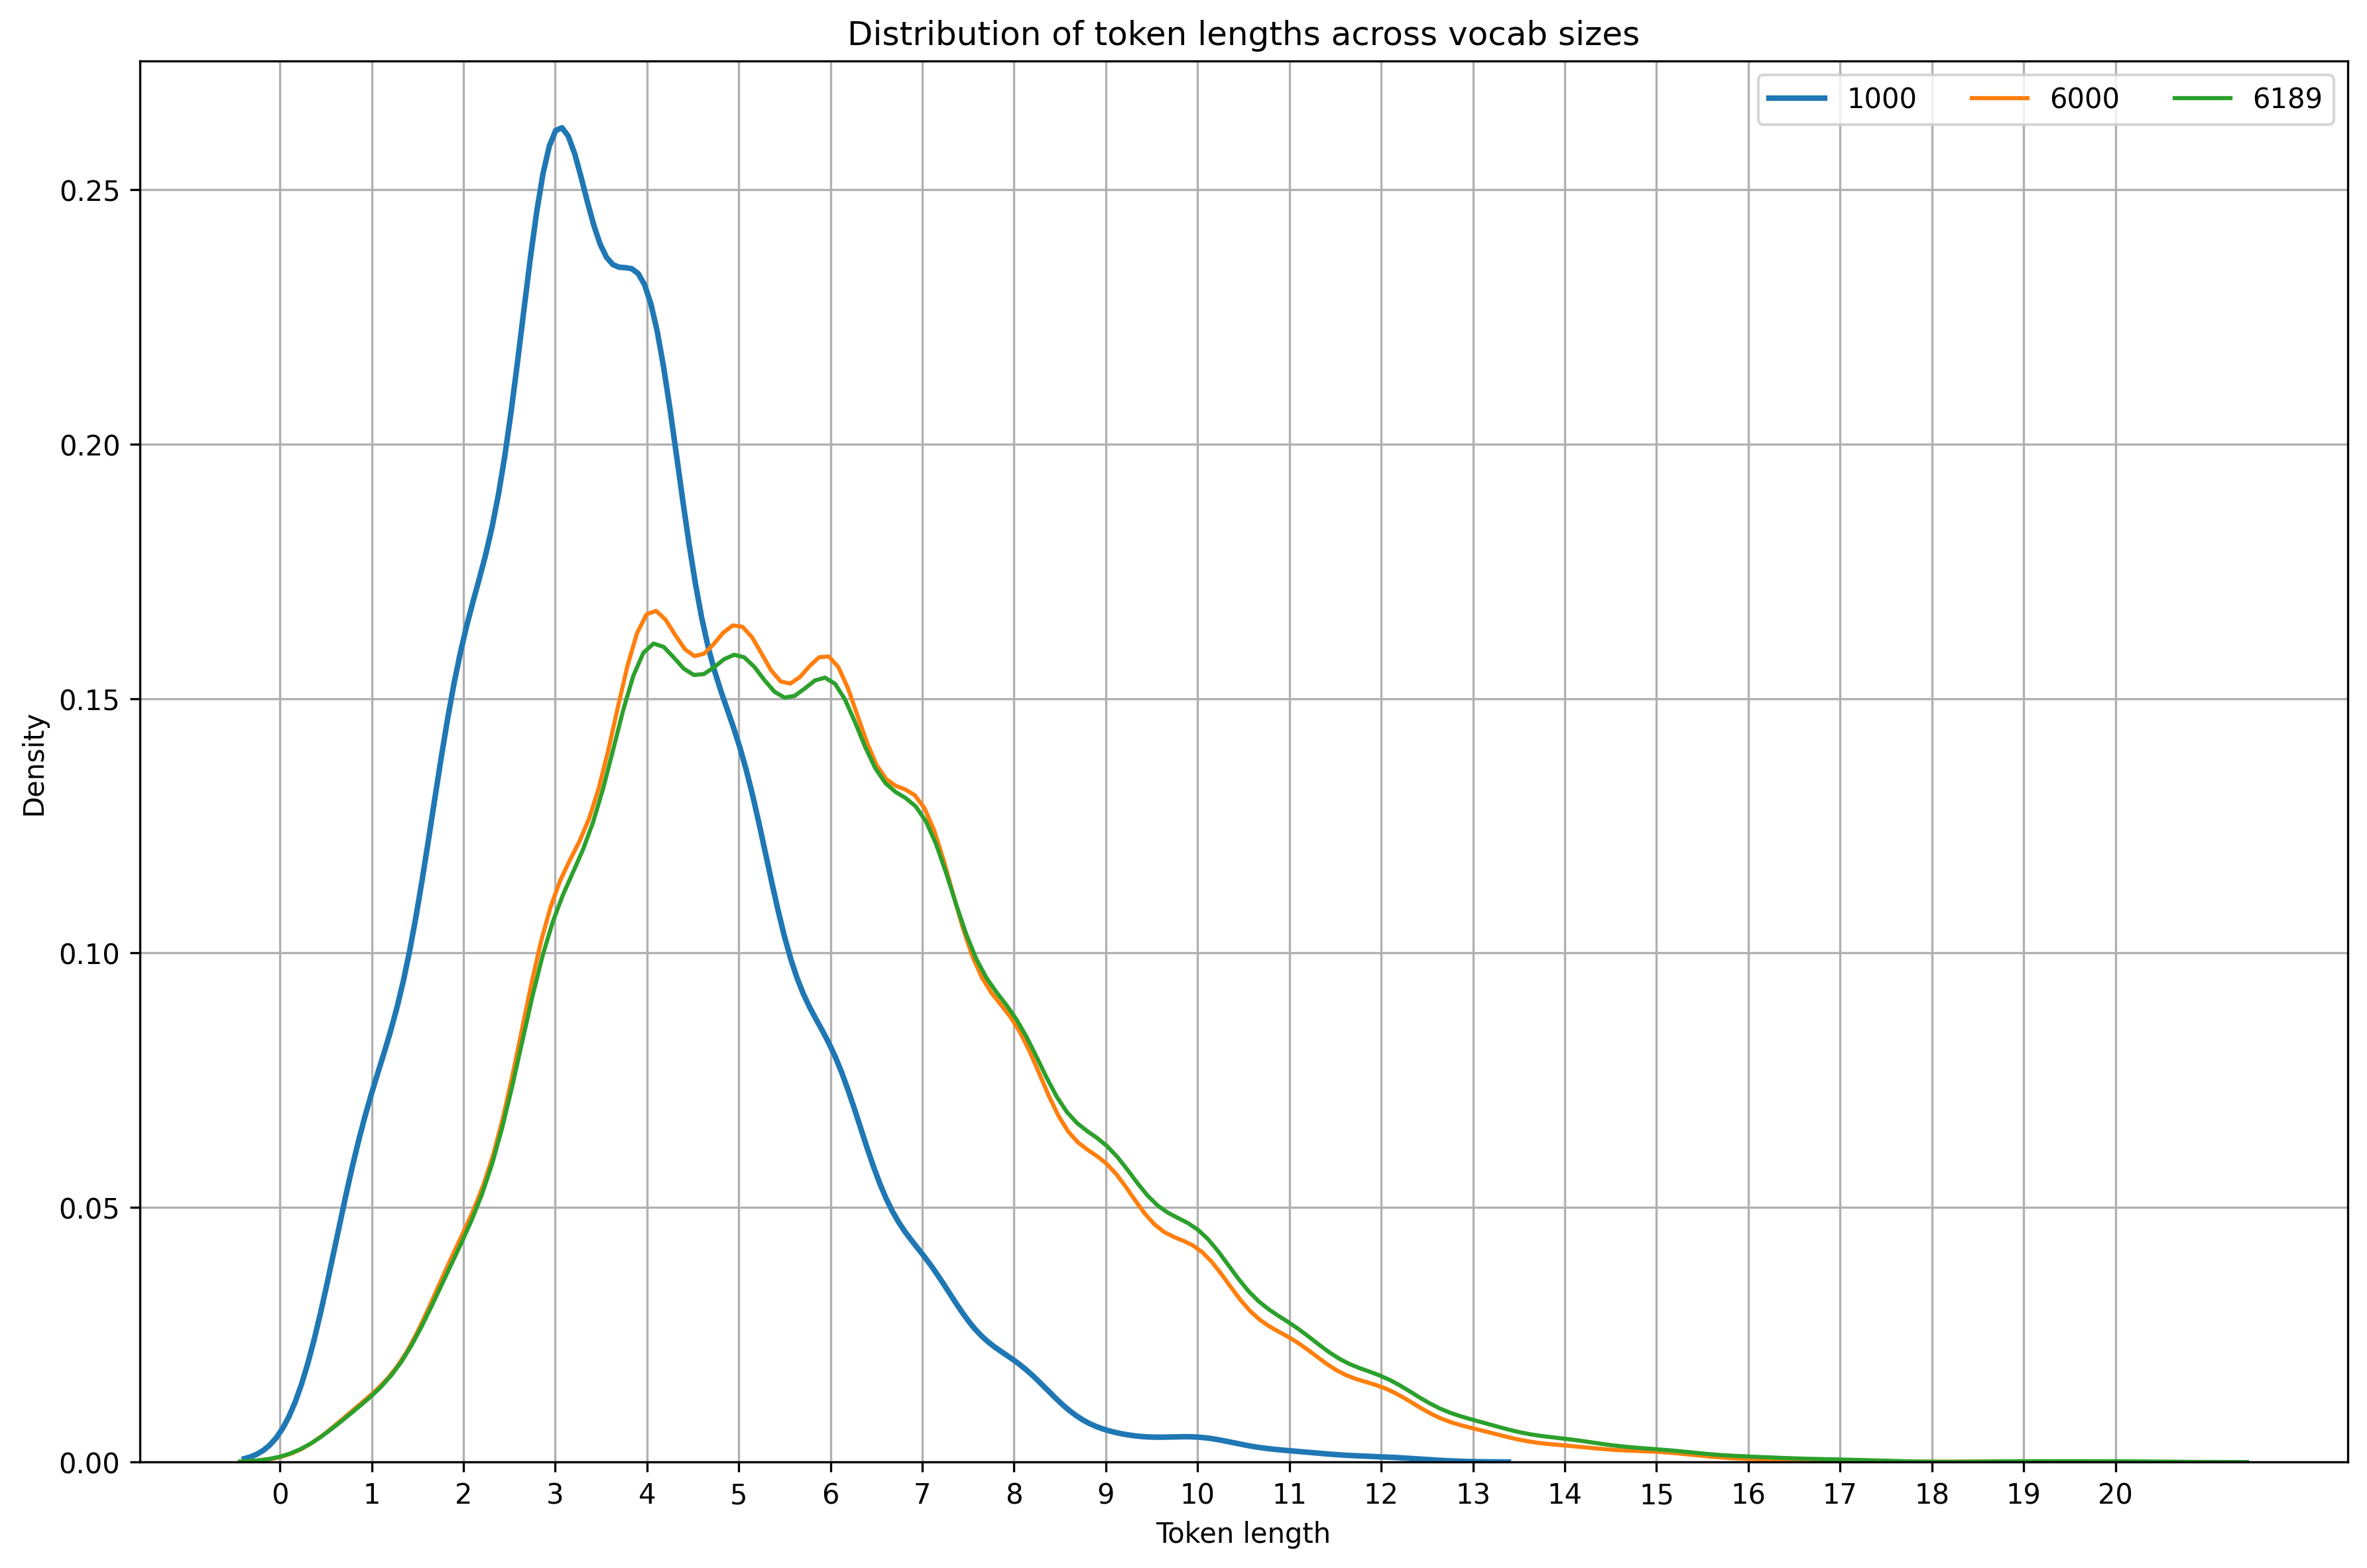 Distribution of token lengths across vocab sizes
1000 6000 6189
0.25
0.20
0.15
0.10
0.05
0.00
Density
0 1 2 3 4 5 6 7 8 9 10 11 12 13 14 15 16 17 18 19 20
Token length